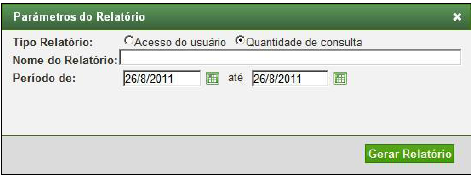 Parâmetros do Relatório
Tipo Relatório: Acesso do usuário Quantidade de consulta
Nome do Relatório:
Período de: 26/8/2011 até 26/8/2011
Gerar Relatório